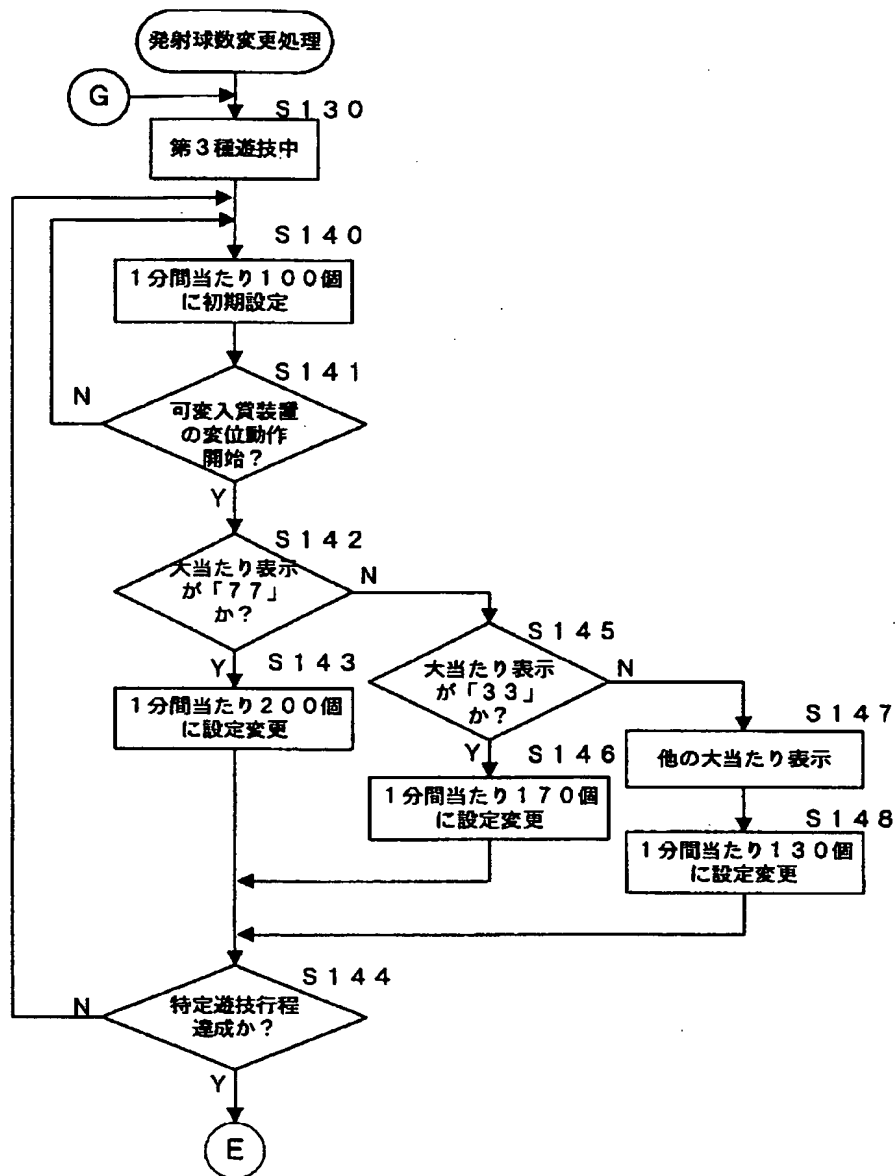 発射球数変更処理
G
S130
第3種遊技中
S140
1分間当たり100個
に初期設定
S141
N
可変入賞装置
の変位動作
開始?
Y
S142
大当たり表示
が「77」
か?
N
Y
S143
1分間当たり200個
に設定変更
S145
大当たり表示
が「33」
か?
N
Y
S146
1分間当たり170個
に設定変更
S147
他の大当たり表示
S148
1分間当たり130個
に設定変更
S144
N
特定遊技行程
達成か?
Y
E